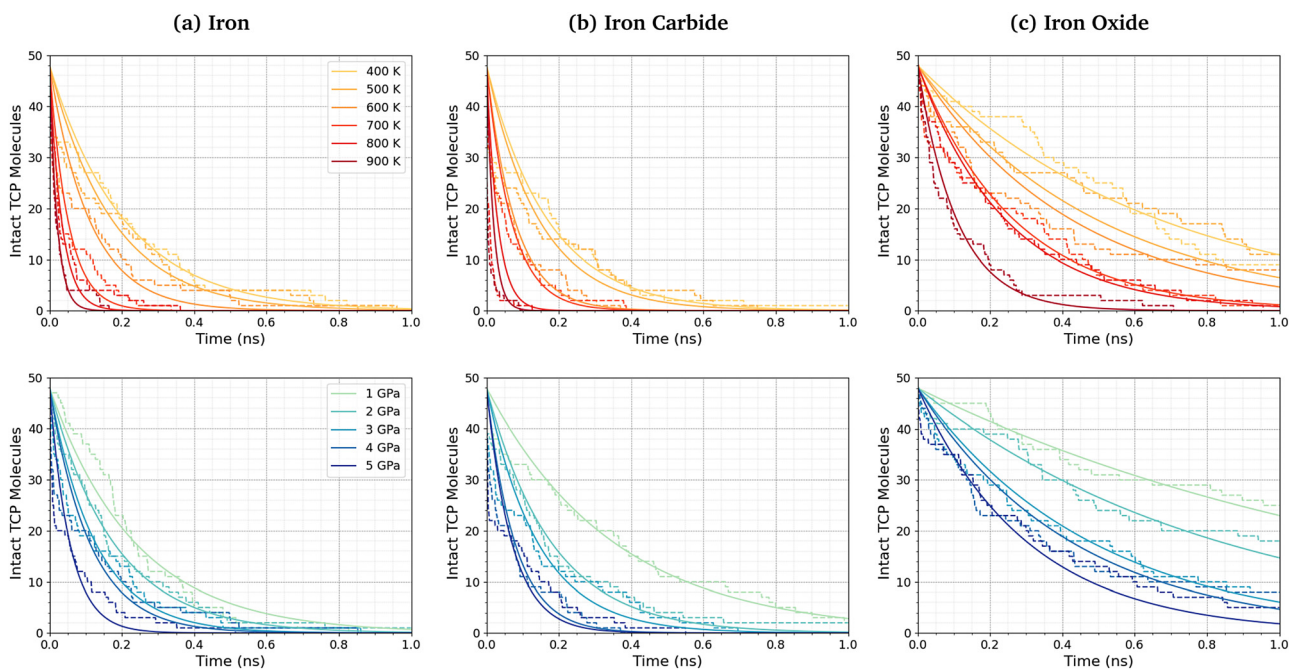 (a) Iron
(b) Iron Carbide
(c) Iron Oxide
50
40
30
20
10
0
Intact TCP Molecules
0.0 0.2 0.4 0.6 0.8 1.0
Time (ns)
400 K
500 K
600 K
700 K
800 K
900 K
50
40
30
20
10
0
Intact TCP Molecules
0.0 0.2 0.4 0.6 0.8 1.0
Time (ns)
50
40
30
20
10
0
Intact TCP Molecules
0.0 0.2 0.4 0.6 0.8 1.0
Time (ns)
50
40
30
20
10
0
Intact TCP Molecules
0.0 0.2 0.4 0.6 0.8 1.0
Time (ns)
1 GPa
2 GPa
3 GPa
4 GPa
5 GPa
50
40
30
20
10
0
Intact TCP Molecules
0.0 0.2 0.4 0.6 0.8 1.0
Time (ns)
50
40
30
20
10
0
Intact TCP Molecules
0.0 0.2 0.4 0.6 0.8 1.0
Time (ns)